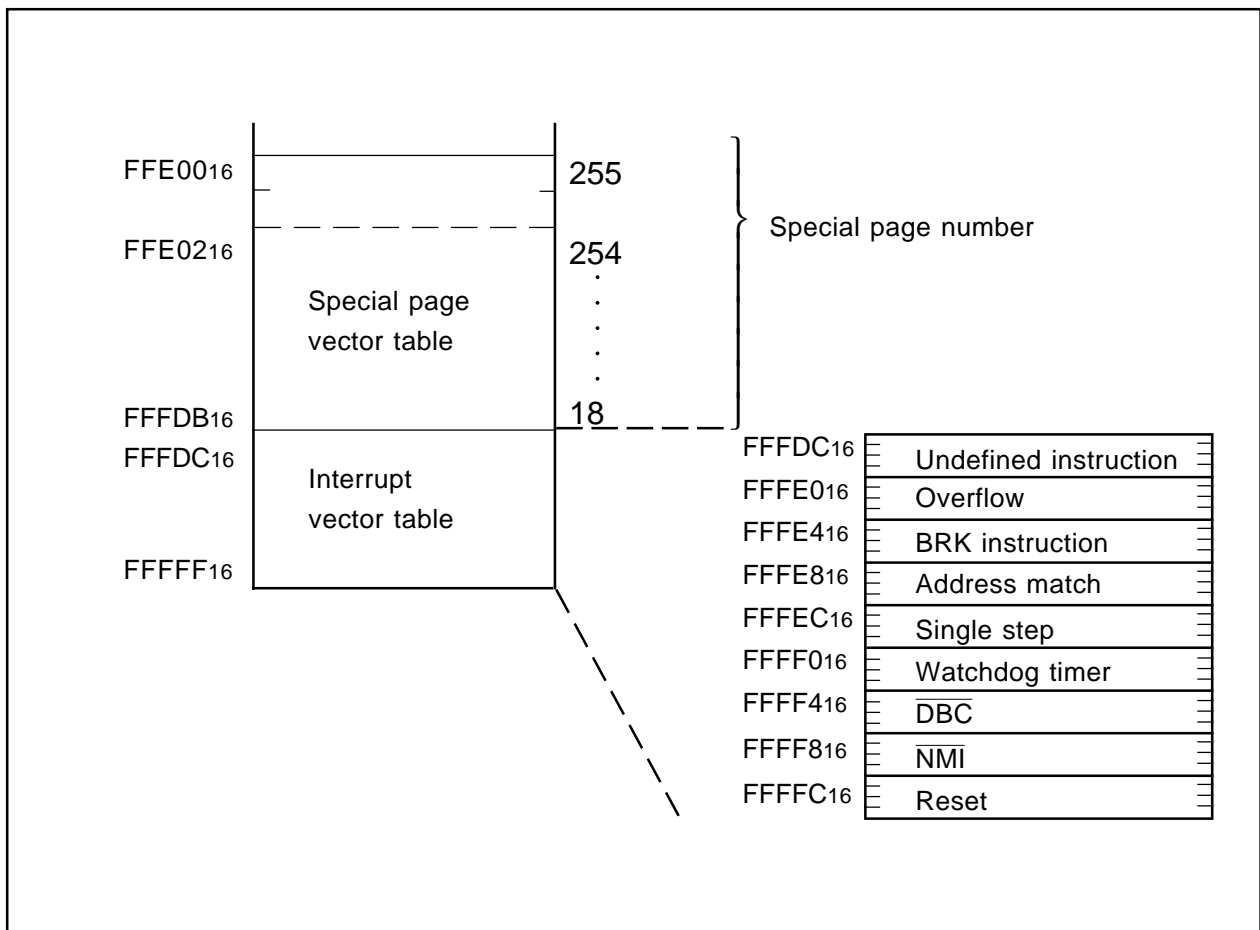 FFE0016
255
Special page number
FFE0216
254
Special page
vector table
FFFDB16
18
FFFDC16
Interrupt
vector table
FFFFF16
FFFDC16 Undefined instruction
FFFE016 Overflow
FFFE416 BRK instruction
FFFE816 Address match
FFFEC16 Single step
FFFF016 Watchdog timer
FFFF416 DBC
FFFF816 NMI
FFFFC16 Reset